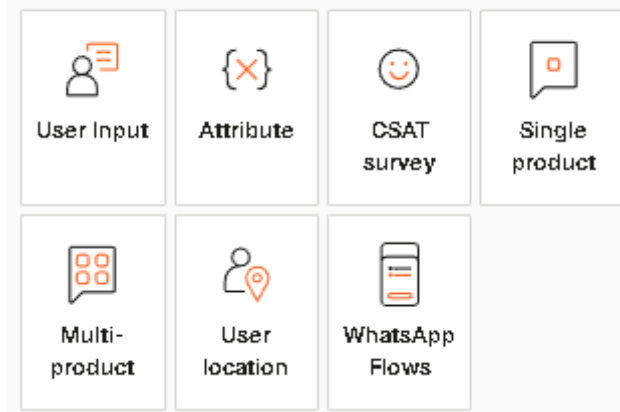 User Input
Attribute
CSAT
survey
Single
product
Multi-
product
User
location
WhatsApp
Flows